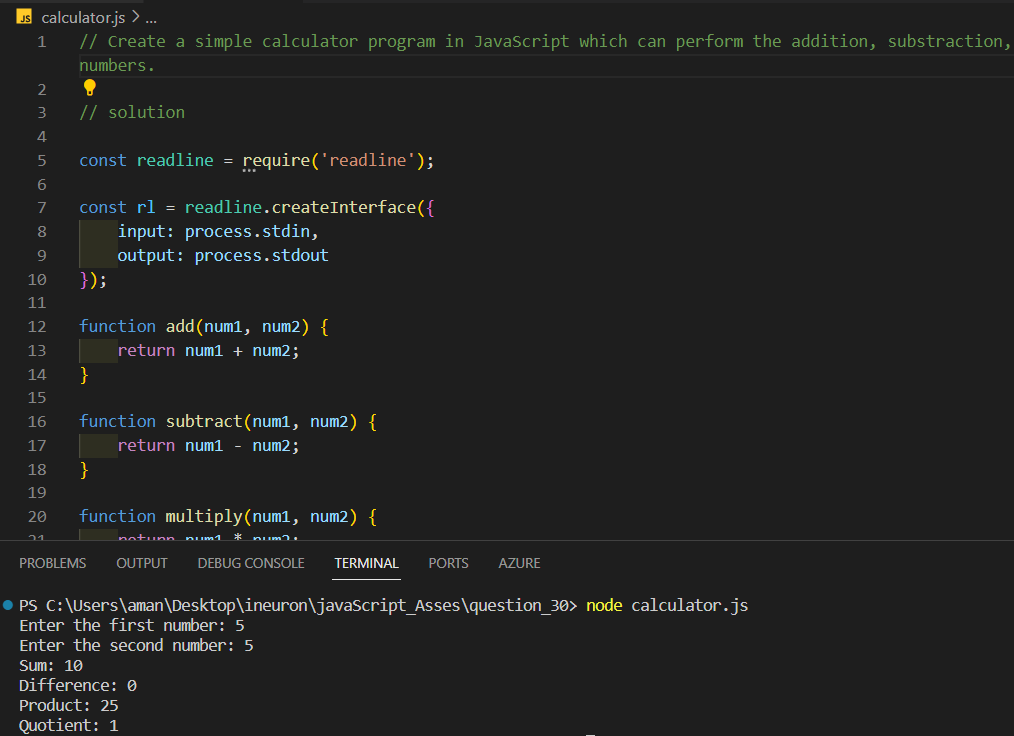 JS calculator.js > ...
1 // Create a simple calculator program in JavaScript which can perform the addition, substraction,
numbers.
2
3 // solution
4
5 const readline = require('readline');
6
7 const rl = readline.createInterface({
8 input: process.stdin,
9 output: process.stdout
10 });
11
12 function add(num1, num2) {
13 return num1 + num2;
14 }
15
16 function subtract(num1, num2) {
17 return num1 - num2;
18 }
19
20 function multiply(num1, num2) {
21 return num1 * num2;
PROBLEMS OUTPUT DEBUG CONSOLE TERMINAL PORTS AZURE
PS C:\Users\aman\Desktop\ineuron\javaScript_Asses\question_30> node calculator.js
Enter the first number: 5
Enter the second number: 5
Sum: 10
Difference: 0
Product: 25
Quotient: 1